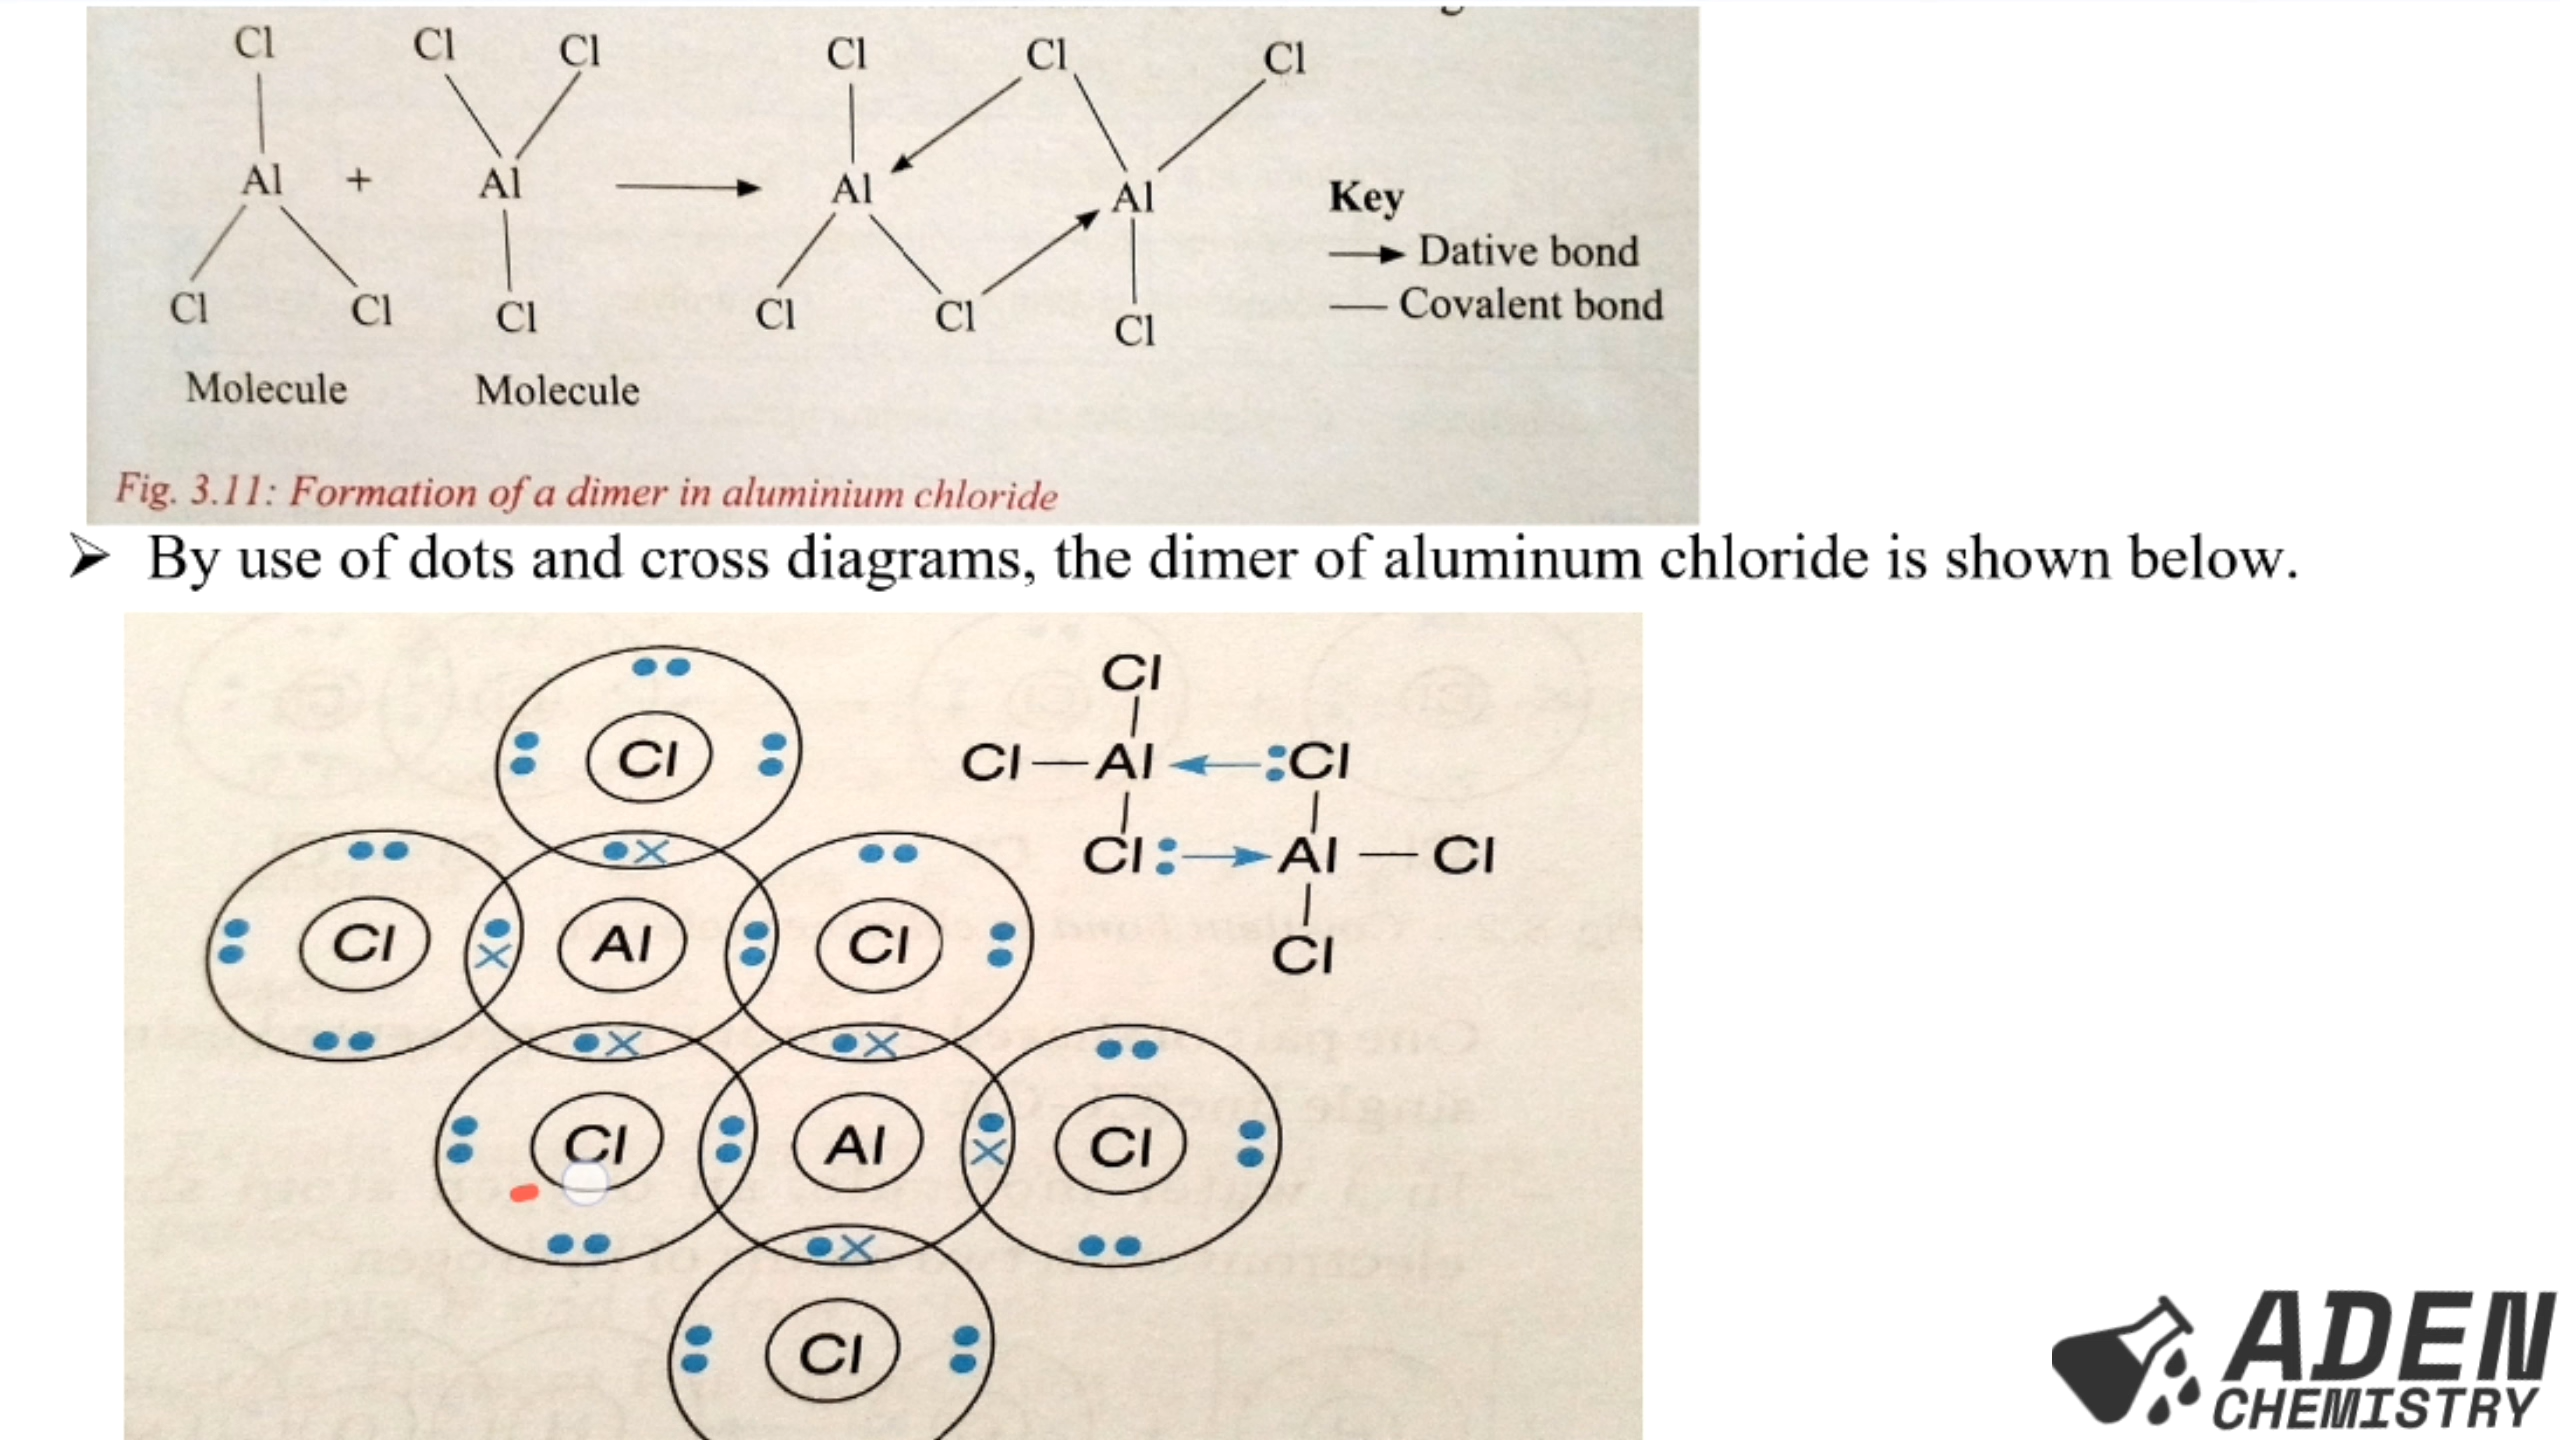 Cl Cl Cl Cl Cl Cl
Al + Al Al Al
Cl Cl Cl Cl Cl Cl
Molecule Molecule
Key
Dative bond
Covalent bond
Fig. 3.11: Formation of a dimer in aluminium chloride
➢ By use of dots and cross diagrams, the dimer of aluminum chloride is shown below.
Cl
Cl Al Cl
Cl Al Cl
Cl
Cl
Cl — Al ← :Cl
Cl: → Al — Cl
Cl
ADEN
CHEMISTRY